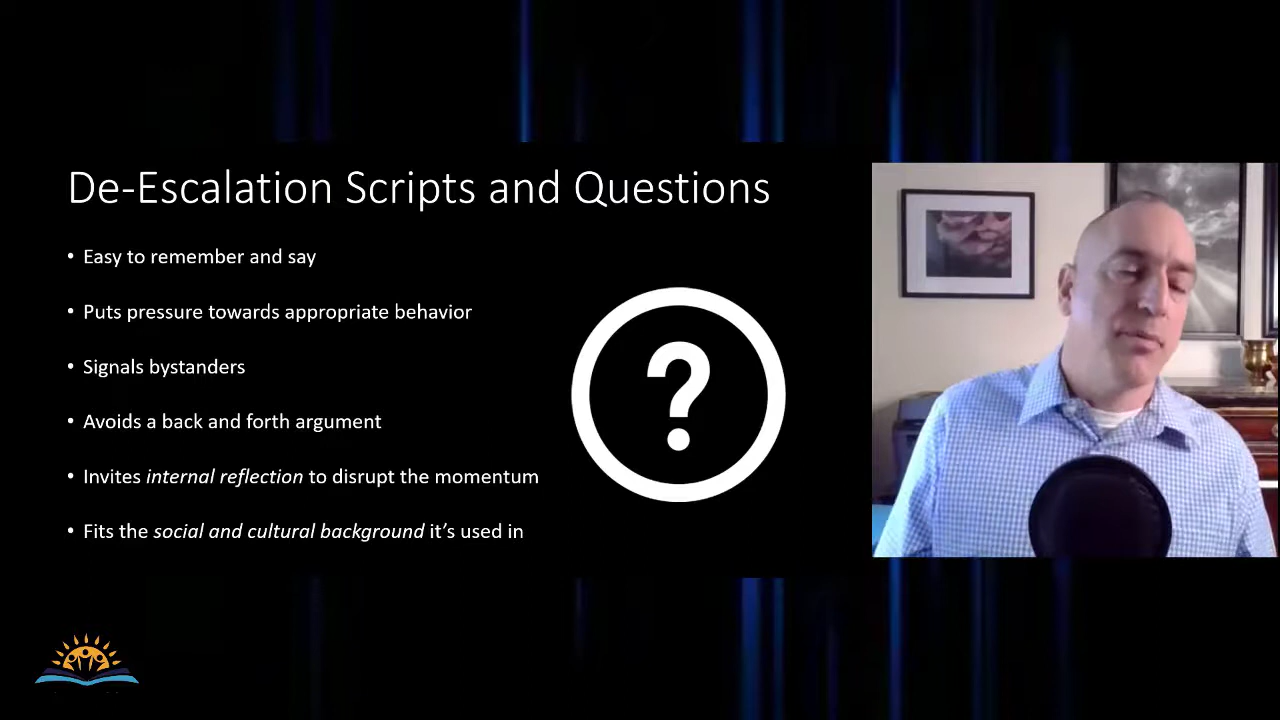 De-Escalation Scripts and Questions
• Easy to remember and say
• Puts pressure towards appropriate behavior
• Signals bystanders
• Avoids a back and forth argument
• Invites internal reflection to disrupt the momentum
• Fits the social and cultural background it’s used in
?